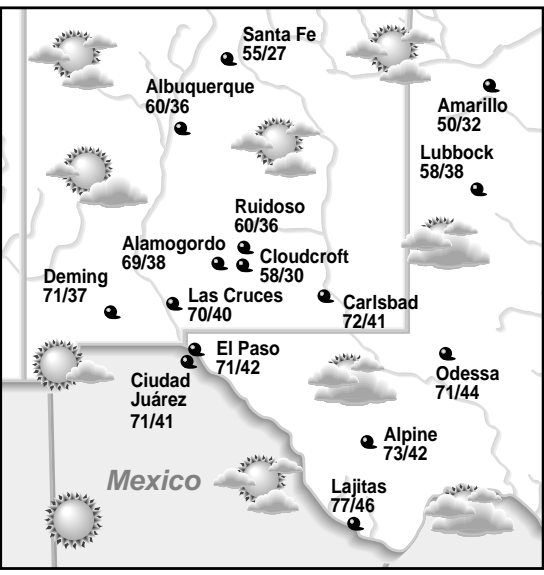 Santa Fe
55/27
Albuquerque
60/36
Amarillo
50/32
Lubbock
58/38
Ruidoso
60/36
Alamogordo
69/38
Cloudcroft
58/30
Deming
71/37
Las Cruces
70/40
Carlsbad
72/41
El Paso
71/42
Ciudad
Juárez
71/41
Odessa
71/44
Alpine
73/42
Mexico
Lajitas
77/46